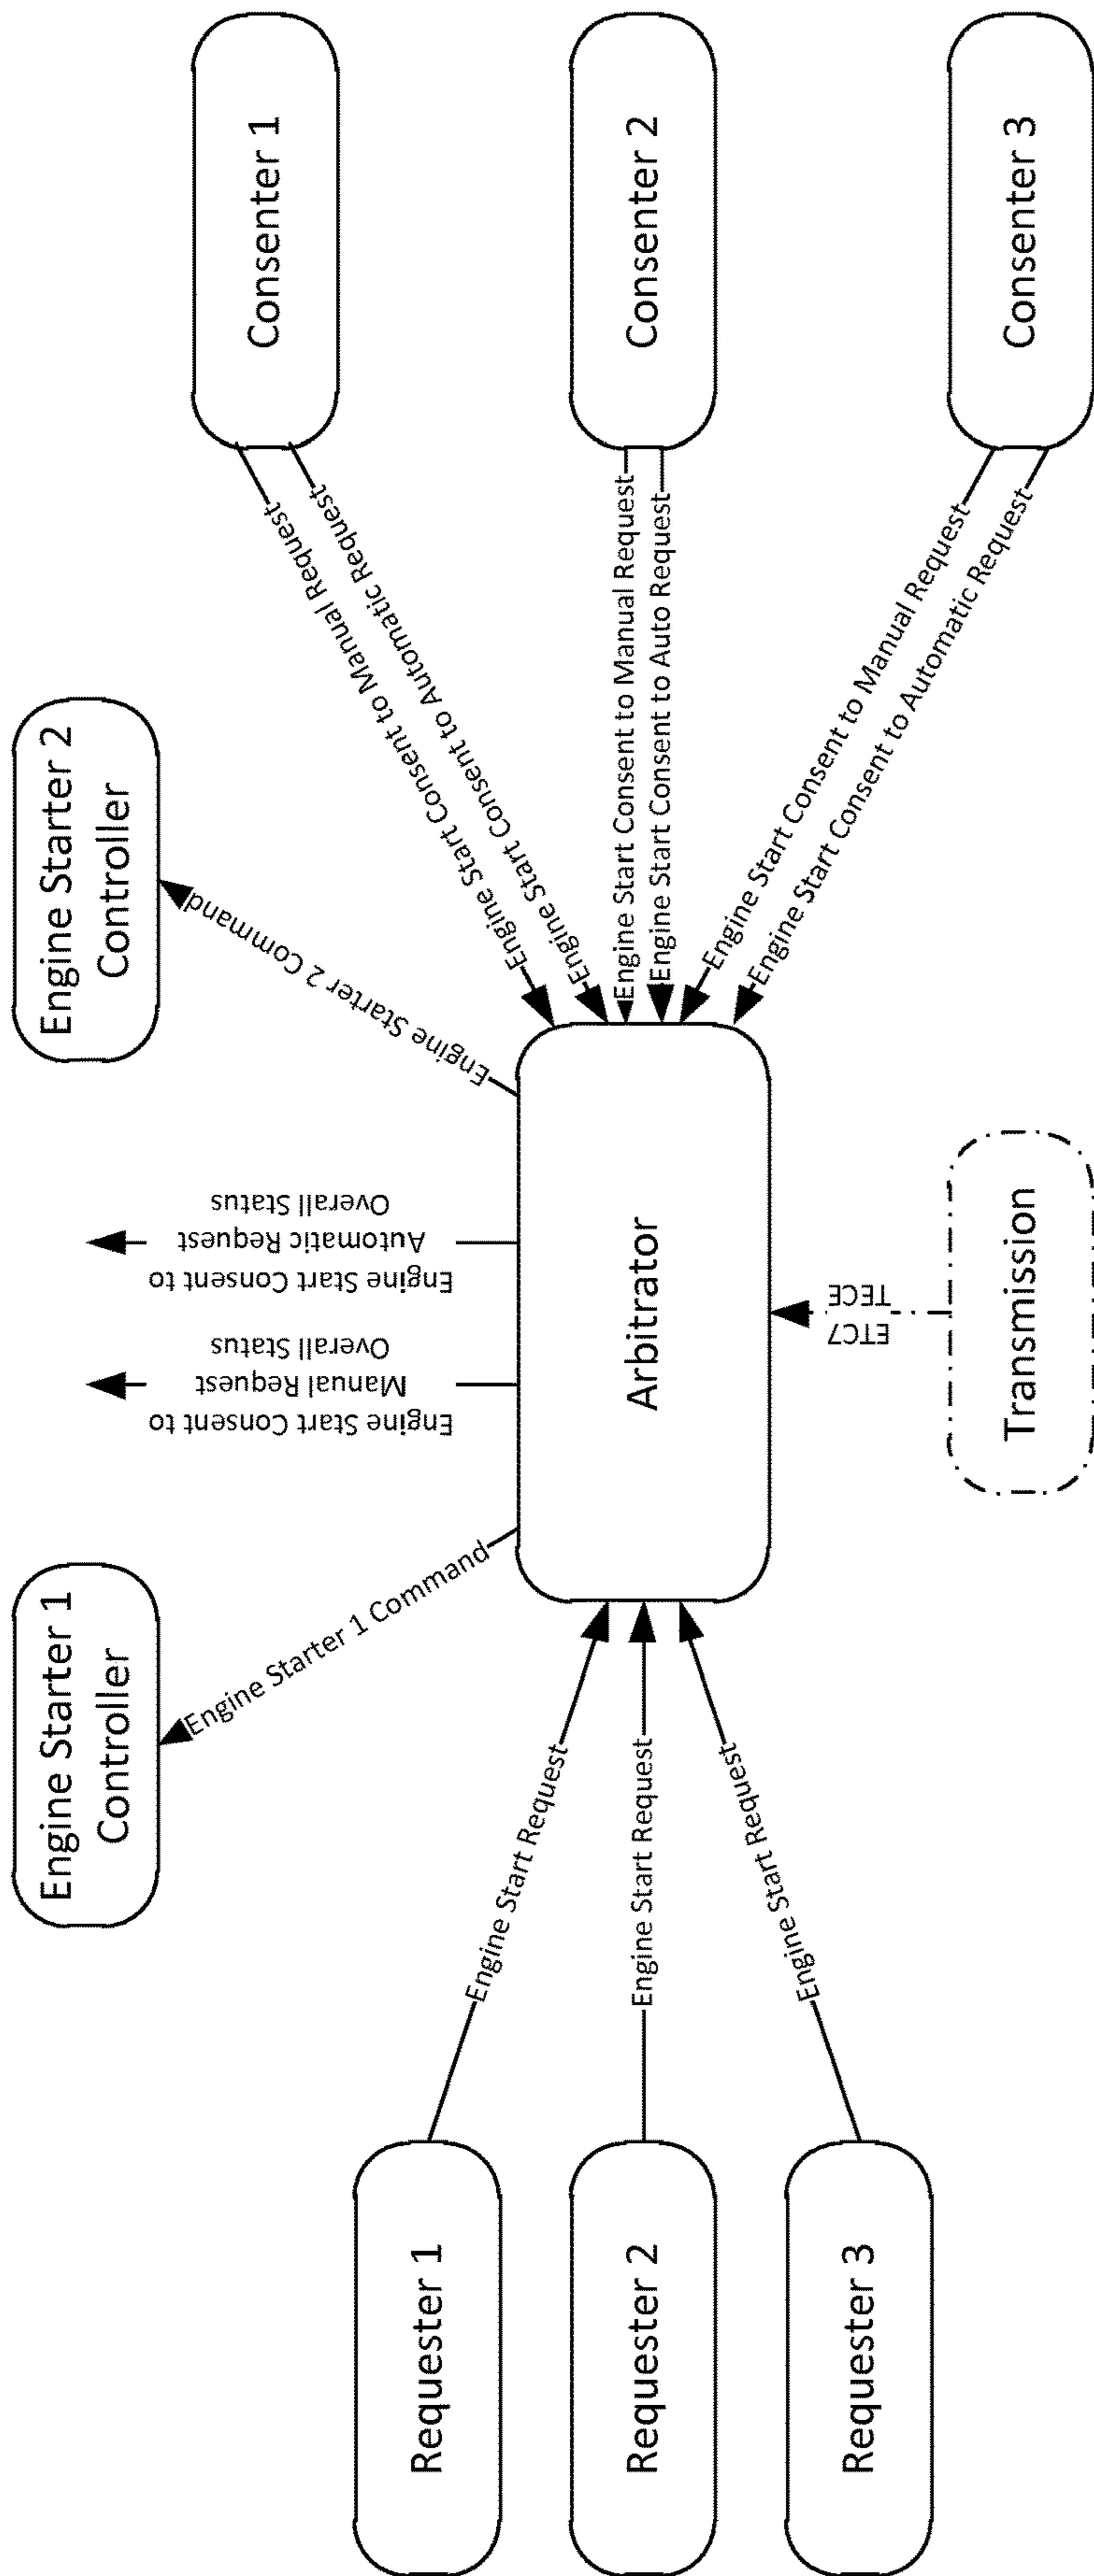 Engine Starter 1
Controller
Engine Starter 2
Controller
Engine Starter 1 Command
Engine Start Consent to
Manual Request
Overall Status
Engine Start Consent to
Automatic Request
Overall Status
Engine Starter 2 Command
Requester 1
Requester 2
Requester 3
Engine Start Request
Engine Start Request
Engine Start Request
Arbitrator
Engine Start Consent to Manual Request
Engine Start Consent to Automatic Request
Engine Start Consent to Manual Request
Engine Start Consent to Auto Request
Engine Start Consent to Manual Request
Engine Start Consent to Automatic Request
Consenter 1
Consenter 2
Consenter 3
ETC7
TECE
Transmission